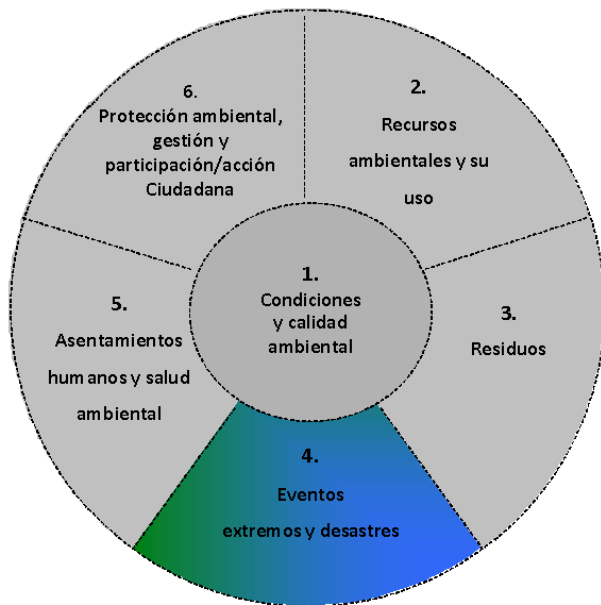 1.
Condiciones
y calidad
ambiental
2.
Recursos
ambientales y su
uso
3.
Residuos
4.
Eventos
extremos y desastres
5.
Asentamientos
humanos y salud
ambiental
6.
Protección ambiental,
gestión y
participación/acción
Ciudadana